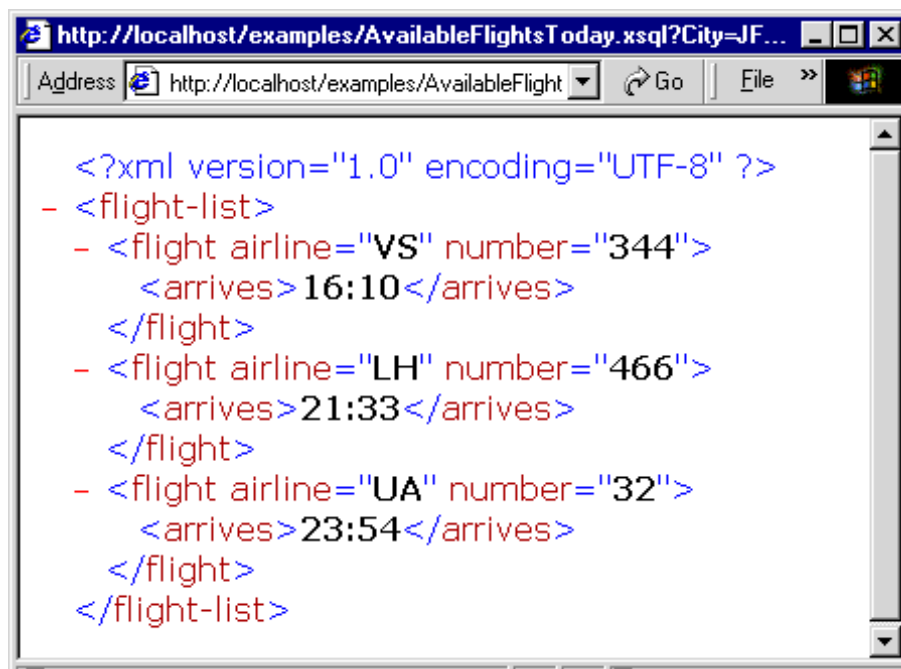 http://localhost/examples/AvailableFlightsToday.xsql?City=JF...
Address http://localhost/examples/AvailableFlight Go File »
<?xml version="1.0" encoding="UTF-8" ?>
– <flight-list>
– <flight airline="VS" number="344">
<arrives>16:10</arrives>
</flight>
– <flight airline="LH" number="466">
<arrives>21:33</arrives>
</flight>
– <flight airline="UA" number="32">
<arrives>23:54</arrives>
</flight>
</flight-list>